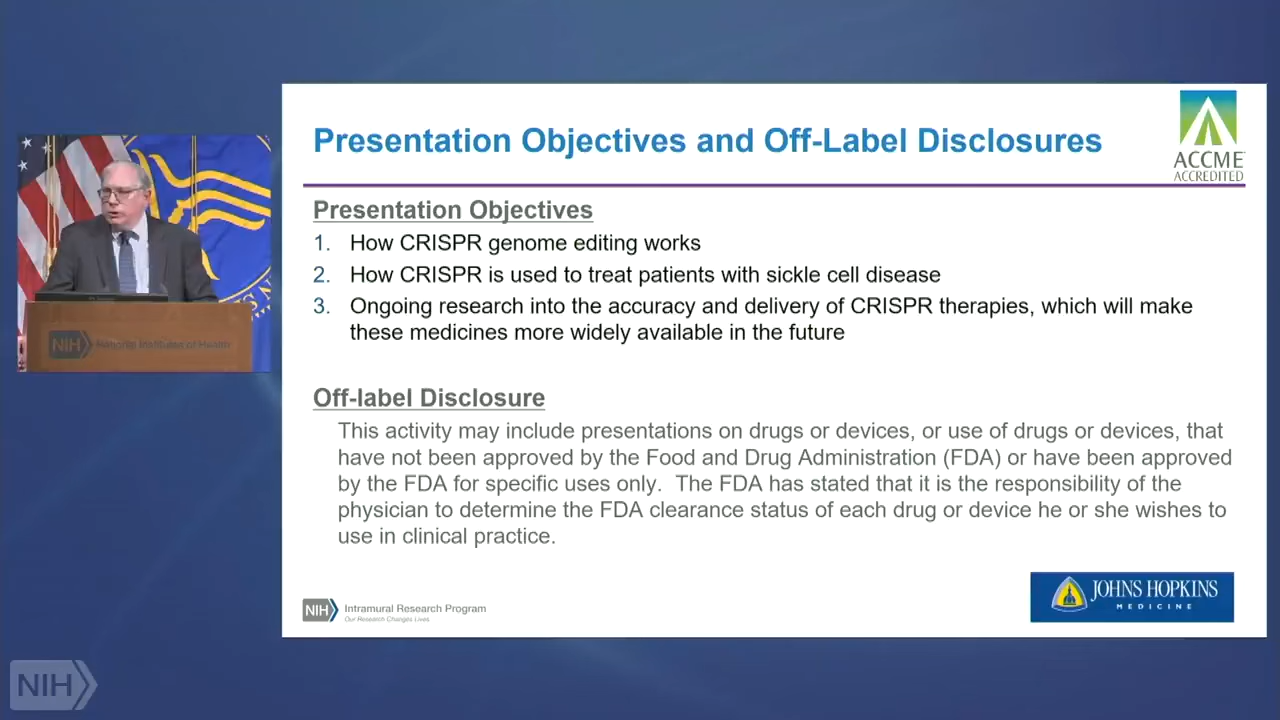 Presentation Objectives and Off-Label Disclosures
ACCME
ACCREDITED
Presentation Objectives
1. How CRISPR genome editing works
2. How CRISPR is used to treat patients with sickle cell disease
3. Ongoing research into the accuracy and delivery of CRISPR therapies, which will make
these medicines more widely available in the future
Off-label Disclosure
This activity may include presentations on drugs or devices, or use of drugs or devices, that
have not been approved by the Food and Drug Administration (FDA) or have been approved
by the FDA for specific uses only. The FDA has stated that it is the responsibility of the
physician to determine the FDA clearance status of each drug or device he or she wishes to
use in clinical practice.
NIH National Institutes of Health
NIH Intramural Research Program
Our Research Changes Lives
JOHNS HOPKINS
MEDICINE
NIH